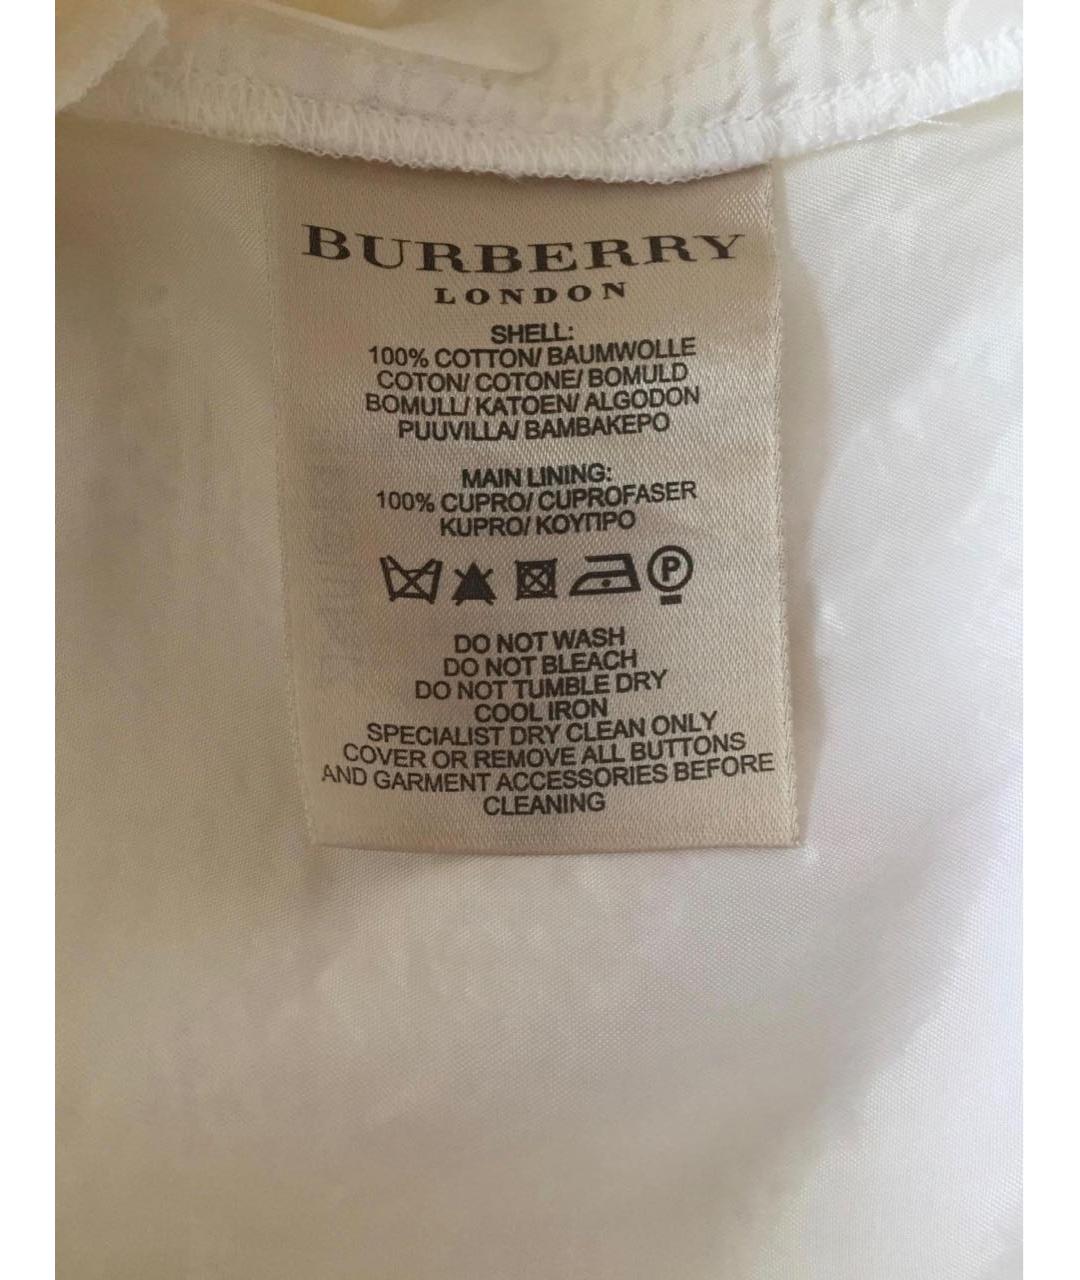 BURBERRY
LONDON
SHELL:
100% COTTON/ BAUMWOLLE
COTON/ COTONE/ BOMULD
BOMULL/ KATOEN/ ALGODON
PUUVILLA/ ΒΑΜΒΑΚΕΡΟ
MAIN LINING:
100% CUPRO/ CUPROFASER
KUPRO/ ΚΟΥΠΡΟ
P
DO NOT WASH
DO NOT BLEACH
DO NOT TUMBLE DRY
COOL IRON
SPECIALIST DRY CLEAN ONLY
COVER OR REMOVE ALL BUTTONS
AND GARMENT ACCESSORIES BEFORE
CLEANING